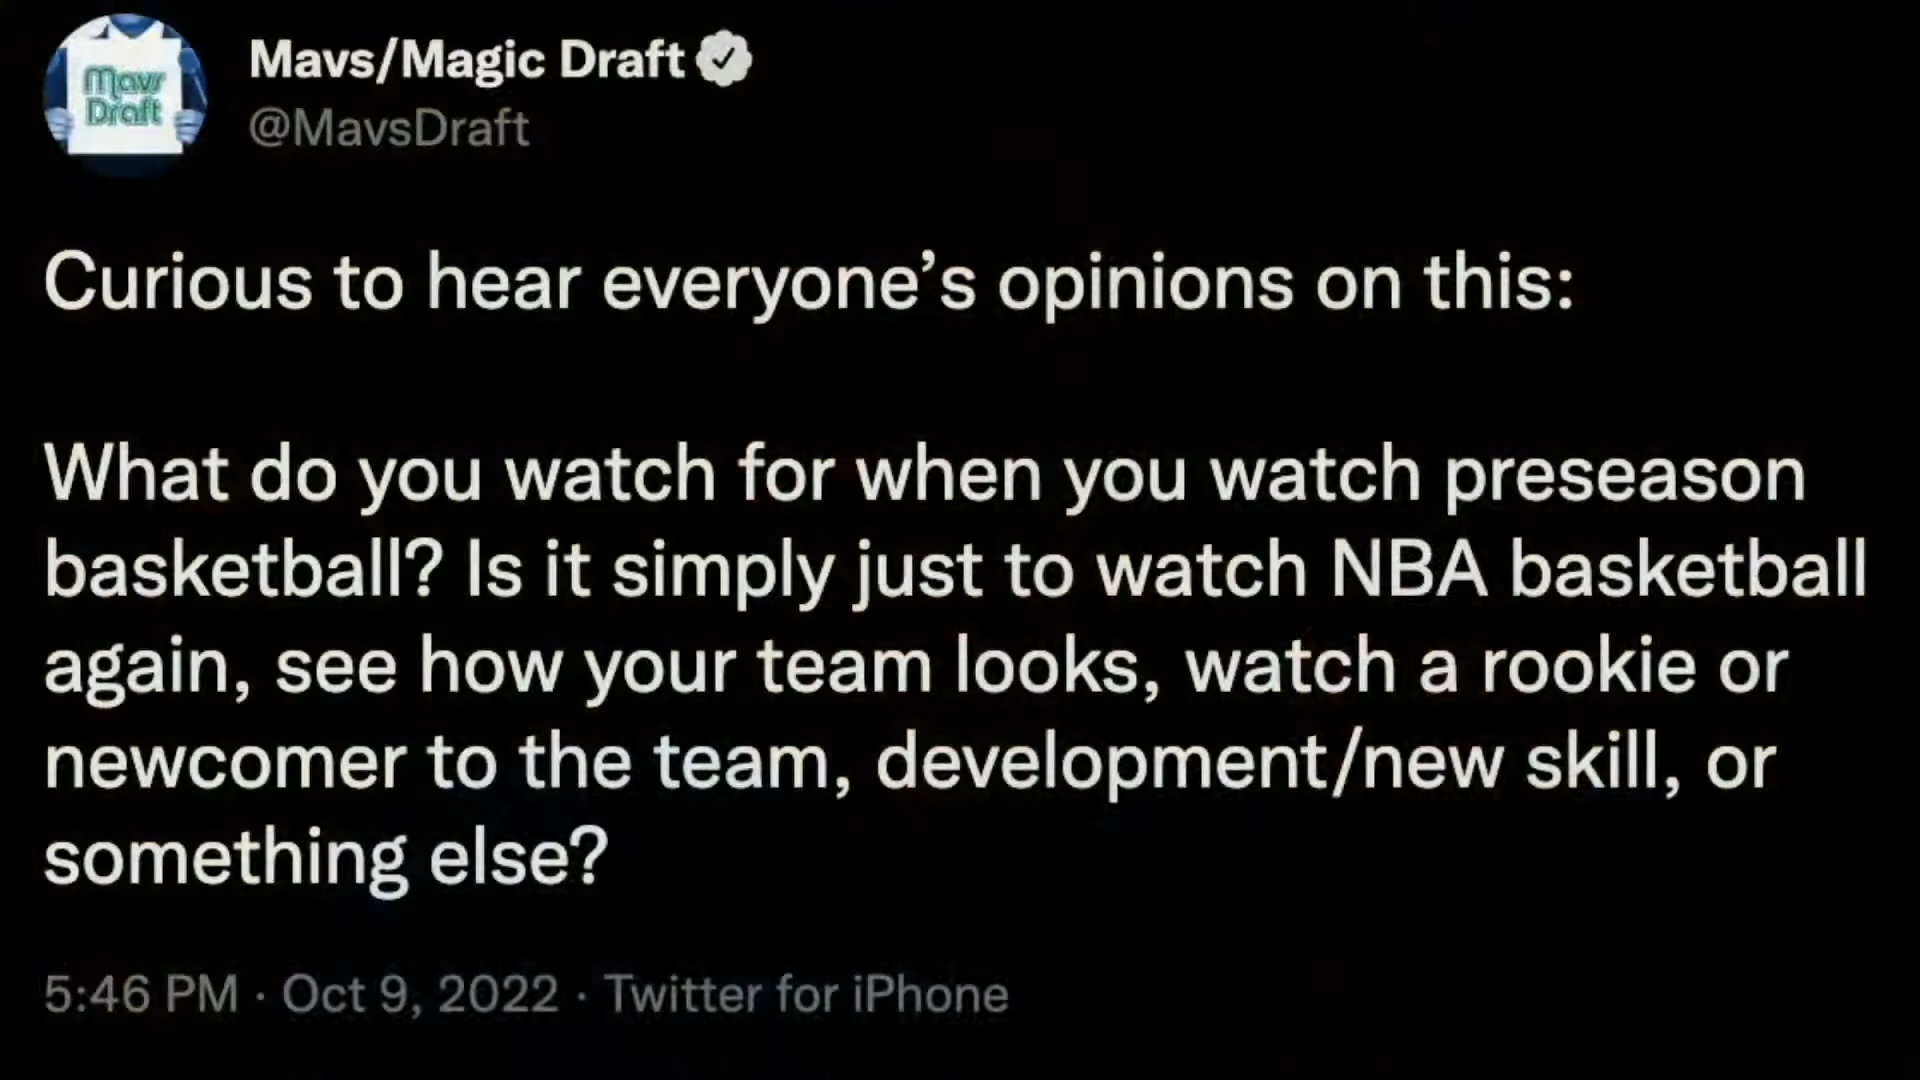 Mavs
Draft
Mavs/Magic Draft
@MavsDraft
Curious to hear everyone’s opinions on this:
What do you watch for when you watch preseason
basketball? Is it simply just to watch NBA basketball
again, see how your team looks, watch a rookie or
newcomer to the team, development/new skill, or
something else?
5:46 PM · Oct 9, 2022 · Twitter for iPhone